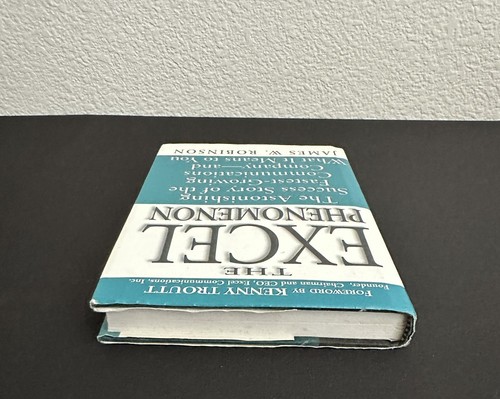 FOREWORD BY KENNY TROUTT
Founder, Chairman and CEO, Excel Communications, Inc.
THE
EXCEL
PHENOMENON
The Astonishing
Success Story of the
Fastest-Growing
Communications
Company—and
What It Means to You
JAMES W. ROBINSON